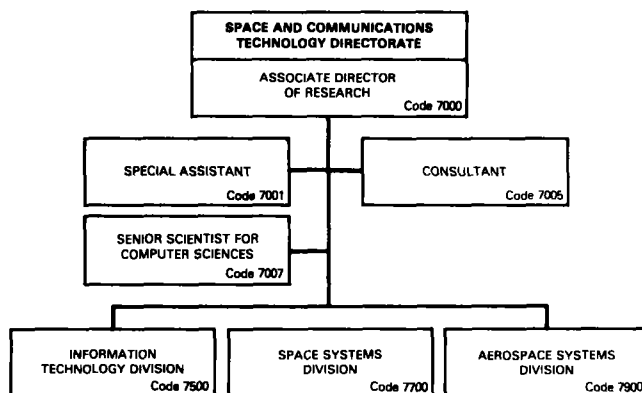 SPACE AND COMMUNICATIONS
TECHNOLOGY DIRECTORATE
ASSOCIATE DIRECTOR
OF RESEARCH
Code 7000
SPECIAL ASSISTANT
Code 7001
CONSULTANT
Code 7005
SENIOR SCIENTIST FOR
COMPUTER SCIENCES
Code 7007
INFORMATION
TECHNOLOGY DIVISION
Code 7500
SPACE SYSTEMS
DIVISION
Code 7700
AEROSPACE SYSTEMS
DIVISION
Code 7900